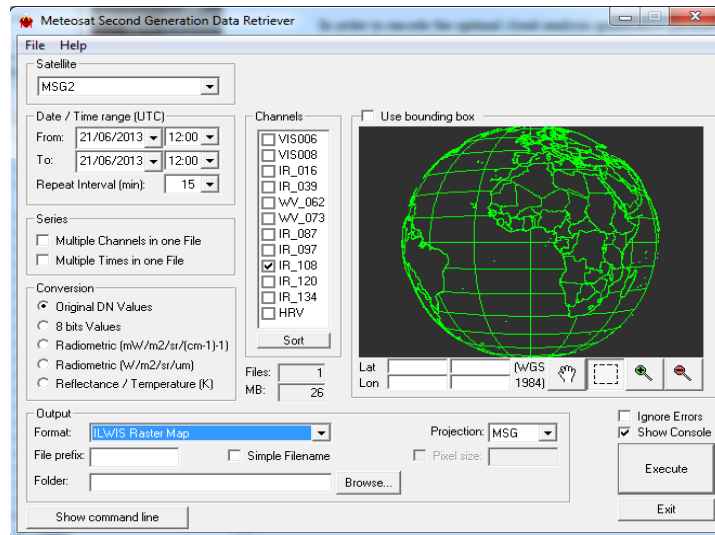 Meteosat Second Generation Data Retriever
File Help
Satellite
MSG2
Date / Time range (UTC)
From: 21/06/2013 12:00
To: 21/06/2013 12:00
Repeat Interval (min): 15
Series
Multiple Channels in one File
Multiple Times in one File
Conversion
Original DN Values
8 bits Values
Radiometric (mW/m2/sr/(cm-1)-1)
Radiometric (W/m2/sr/um)
Reflectance / Temperature (K)
Channels
VIS006
VIS008
IR_016
IR_039
WV_062
WV_073
IR_087
IR_097
IR_108
IR_120
IR_134
HRV
Sort
Files: 1
MB: 26
Use bounding box
Lat
Lon
(WGS
1984)
Output
Format: ILWIS Raster Map
Projection: MSG
File prefix:
Simple Filename
Pixel size:
Folder:
Browse...
Ignore Errors
Show Console
Execute
Exit
Show command line